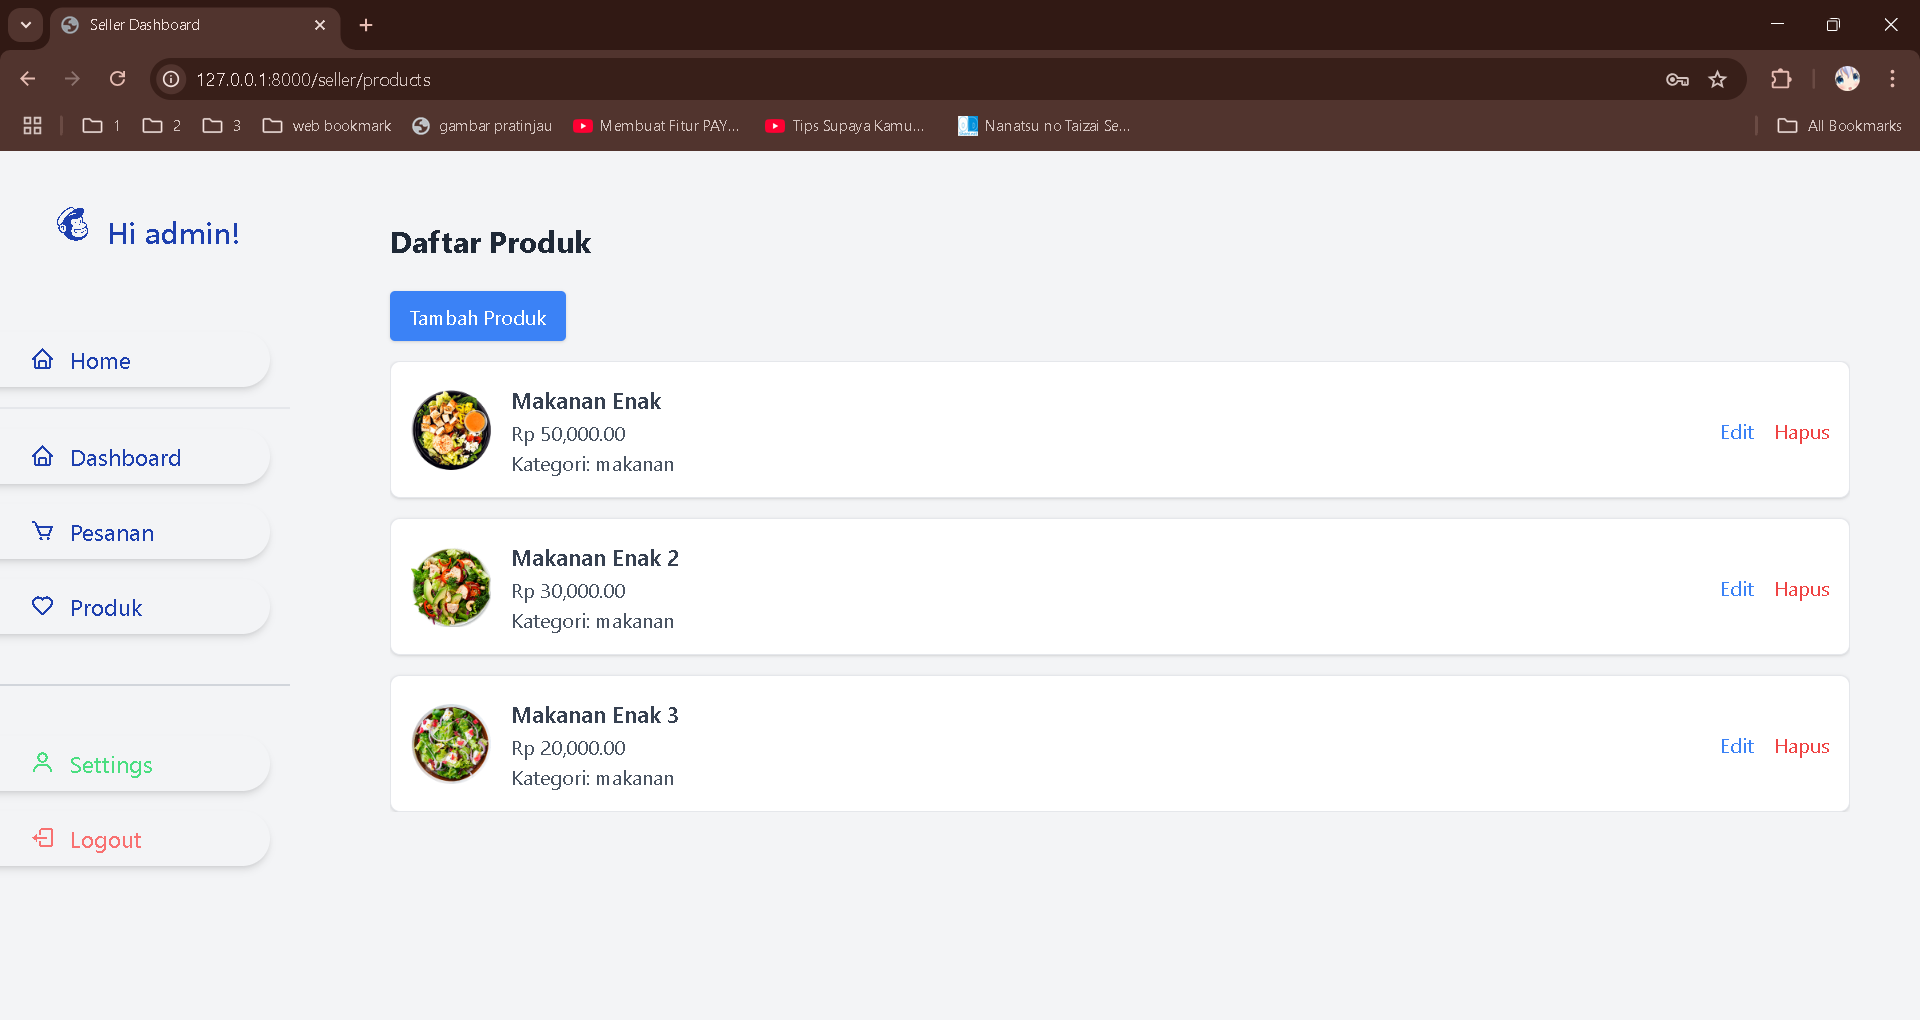 Seller Dashboard
127.0.0.1:8000/seller/products
1
2
3
web bookmark
gambar pratinjau
Membuat Fitur PAY...
Tips Supaya Kamu...
Nanatsu no Taizai Se...
All Bookmarks
Hi admin!
Home
Dashboard
Pesanan
Produk
Settings
Logout
Daftar Produk
Tambah Produk
Makanan Enak
Rp 50,000.00
Kategori: makanan
Edit Hapus
Makanan Enak 2
Rp 30,000.00
Kategori: makanan
Edit Hapus
Makanan Enak 3
Rp 20,000.00
Kategori: makanan
Edit Hapus